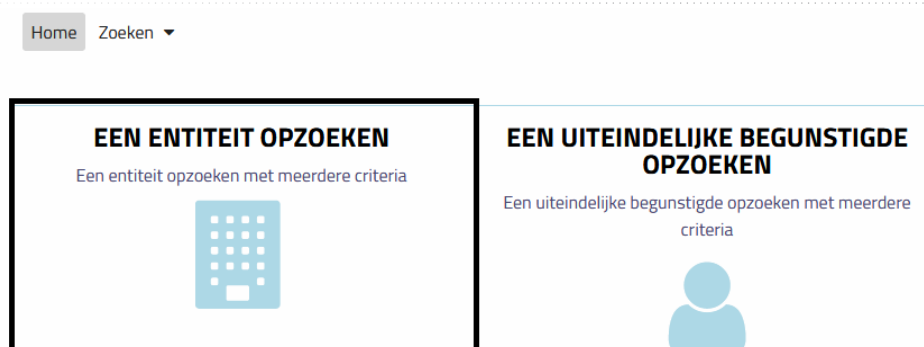 Home Zoeken
EEN ENTITEIT OPZOEKEN
Een entiteit opzoeken met meerdere criteria
EEN UITEINDELIJKE BEGUNSTIGDE
OPZOEKEN
Een uiteindelijke begunstigde opzoeken met meerdere
criteria